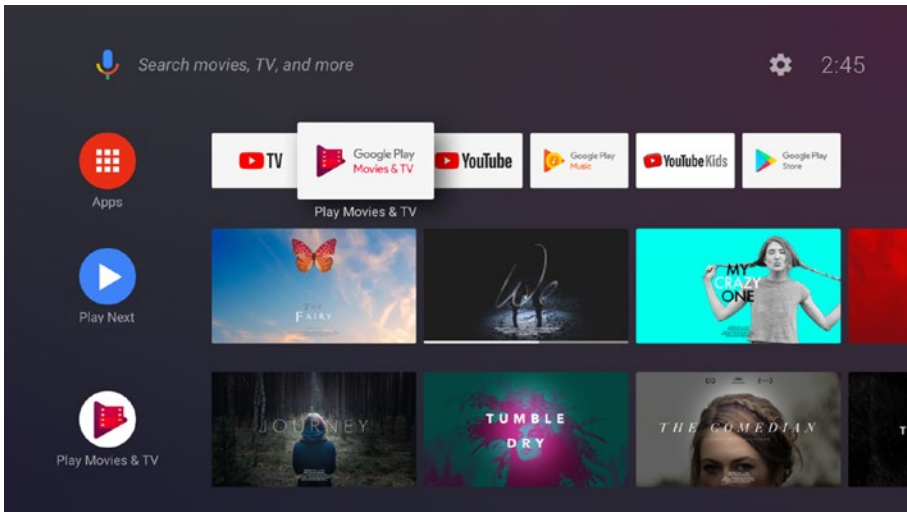 Search movies, TV, and more
2:45
TV
Google Play
Movies & TV
YouTube
Google Play
Music
YouTube Kids
Google Play
Store
Apps
Play Movies & TV
THE
FAIRY
We
MY
CRAZY
ONE
Play Next
JOURNEY
TUMBLE
DRY
THE COMEDIAN
T
Play Movies & TV